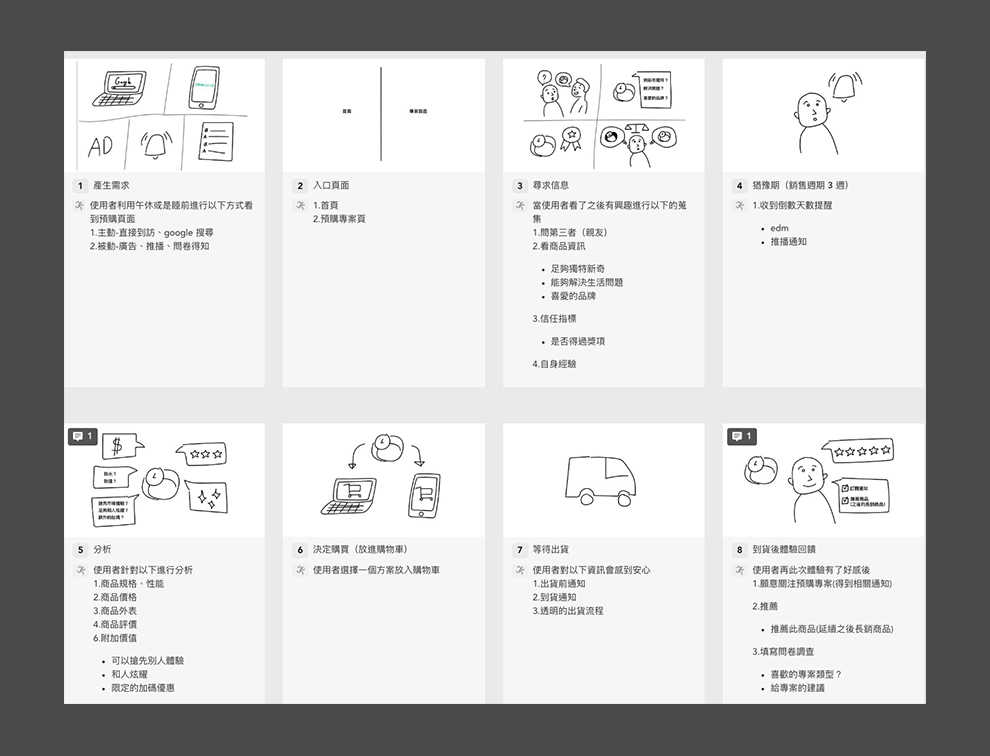 Google
AD
1 產生需求
使用者利用午休或是睡前進行以下方式看
到預購頁面
1.主動-直接到訪、google 搜尋
2.被動-廣告、推播、問卷得知
首頁
專案頁面
2 入口頁面
1.首頁
2.預購專案頁
?
解決問題？
喜愛的品牌？
3 尋求信息
當使用者看了之後有興趣進行以下的蒐
集
1.問第三者（親友）
2.看商品資訊
• 足夠獨特新奇
• 能夠解決生活問題
• 喜愛的品牌
3.信任指標
• 是否得過獎項
4.自身經驗
4 猶豫期（銷售週期 3 週）
1.收到倒數天數提醒
• edm
• 推播通知
1
$
防水？
防撞？
搶先市場體驗？
足夠和人炫耀？
額外的加碼？
5 分析
使用者針對以下進行分析
1.商品規格、性能
2.商品價格
3.商品外表
4.商品評價
6.附加價值
• 可以搶先別人體驗
• 和人炫耀
• 限定的加碼優惠
6 決定購買（放進購物車）
使用者選擇一個方案放入購物車
7 等待出貨
使用者對以下資訊會感到安心
1.出貨前通知
2.到貨通知
3.透明的出貨流程
1
訂閱通知
推薦商品
(之後的長銷商品)
8 到貨後體驗回饋
使用者再此次體驗有了好感後
1.願意關注預購專案(得到相關通知)
2.推薦
• 推薦此商品(延續之後長銷商品)
3.填寫問卷調查
• 喜歡的專案類型？
• 給專案的建議